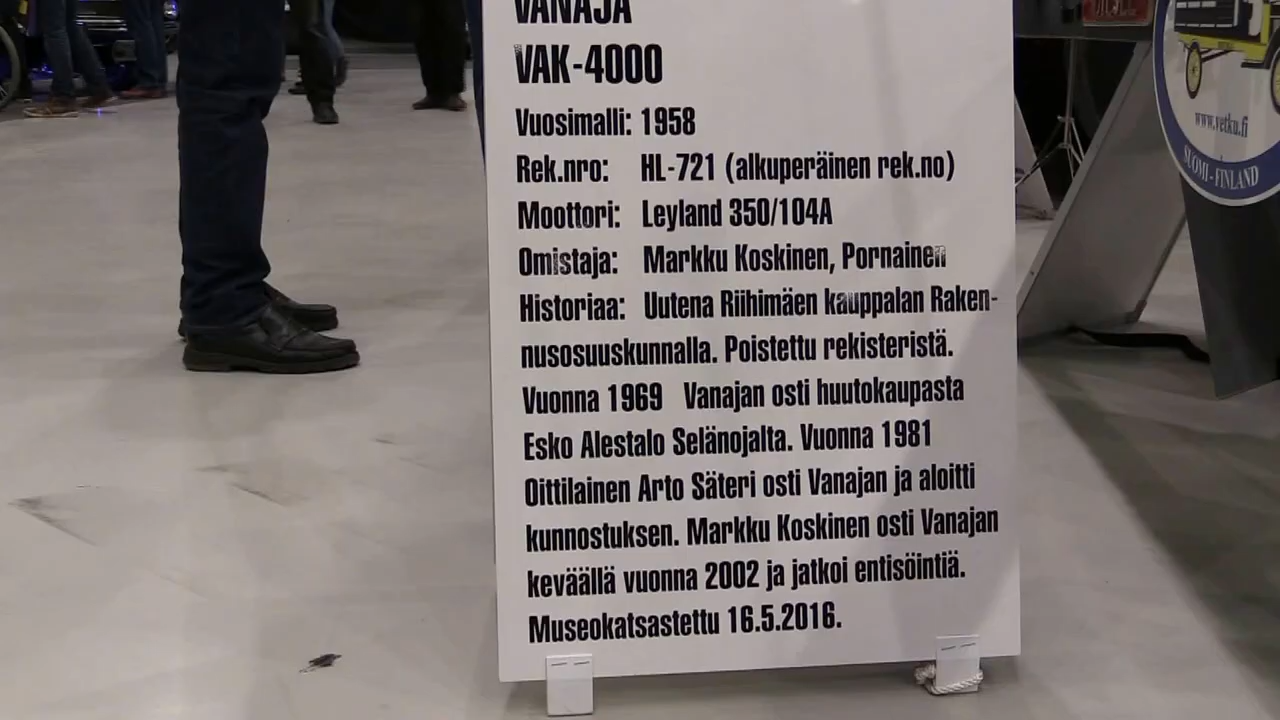 VANAJA
VAK-4000
Vuosimalli: 1958
Rek.nro: HL-721 (alkuperäinen rek.no)
Moottori: Leyland 350/104A
Omistaja: Markku Koskinen, Pornainen
Historiaa: Uutena Riihimäen kauppalan Raken-
nusosuuskunnalla. Poistettu rekisteristä.
Vuonna 1969 Vanajan osti huutokaupasta
Esko Alestalo Selänojalta. Vuonna 1981
Oittilainen Arto Säteri osti Vanajan ja aloitti
kunnostuksen. Markku Koskinen osti Vanajan
keväällä vuonna 2002 ja jatkoi entisöintiä.
Museokatsastettu 16.5.2016.
www.vetku.fi
SUOMI-FINLAND